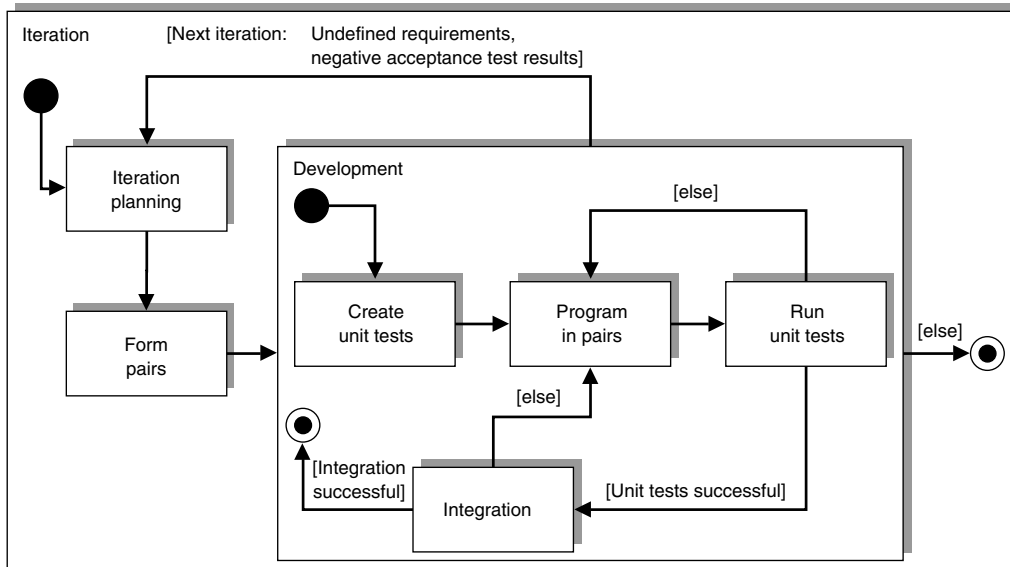 Iteration
[Next iteration: Undefined requirements,
negative acceptance test results]
Iteration
planning
Development
[else]
Create
unit tests
Program
in pairs
Run
unit tests
Form
pairs
[else]
[else]
[Integration
successful]
Integration
[Unit tests successful]